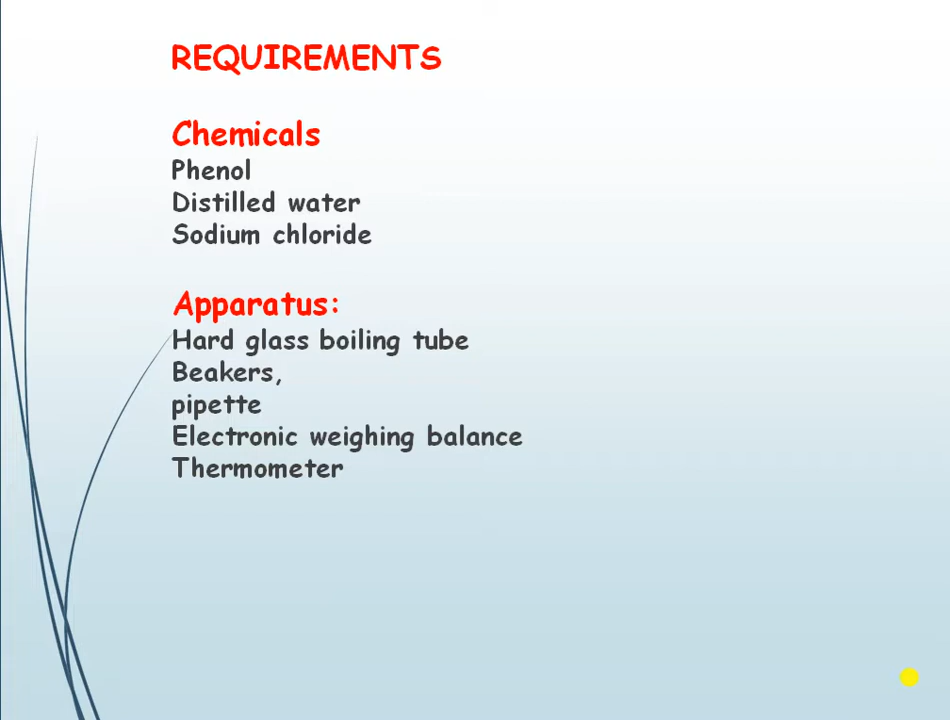 REQUIREMENTS
Chemicals
Phenol
Distilled water
Sodium chloride
Apparatus:
Hard glass boiling tube
Beakers,
pipette
Electronic weighing balance
Thermometer